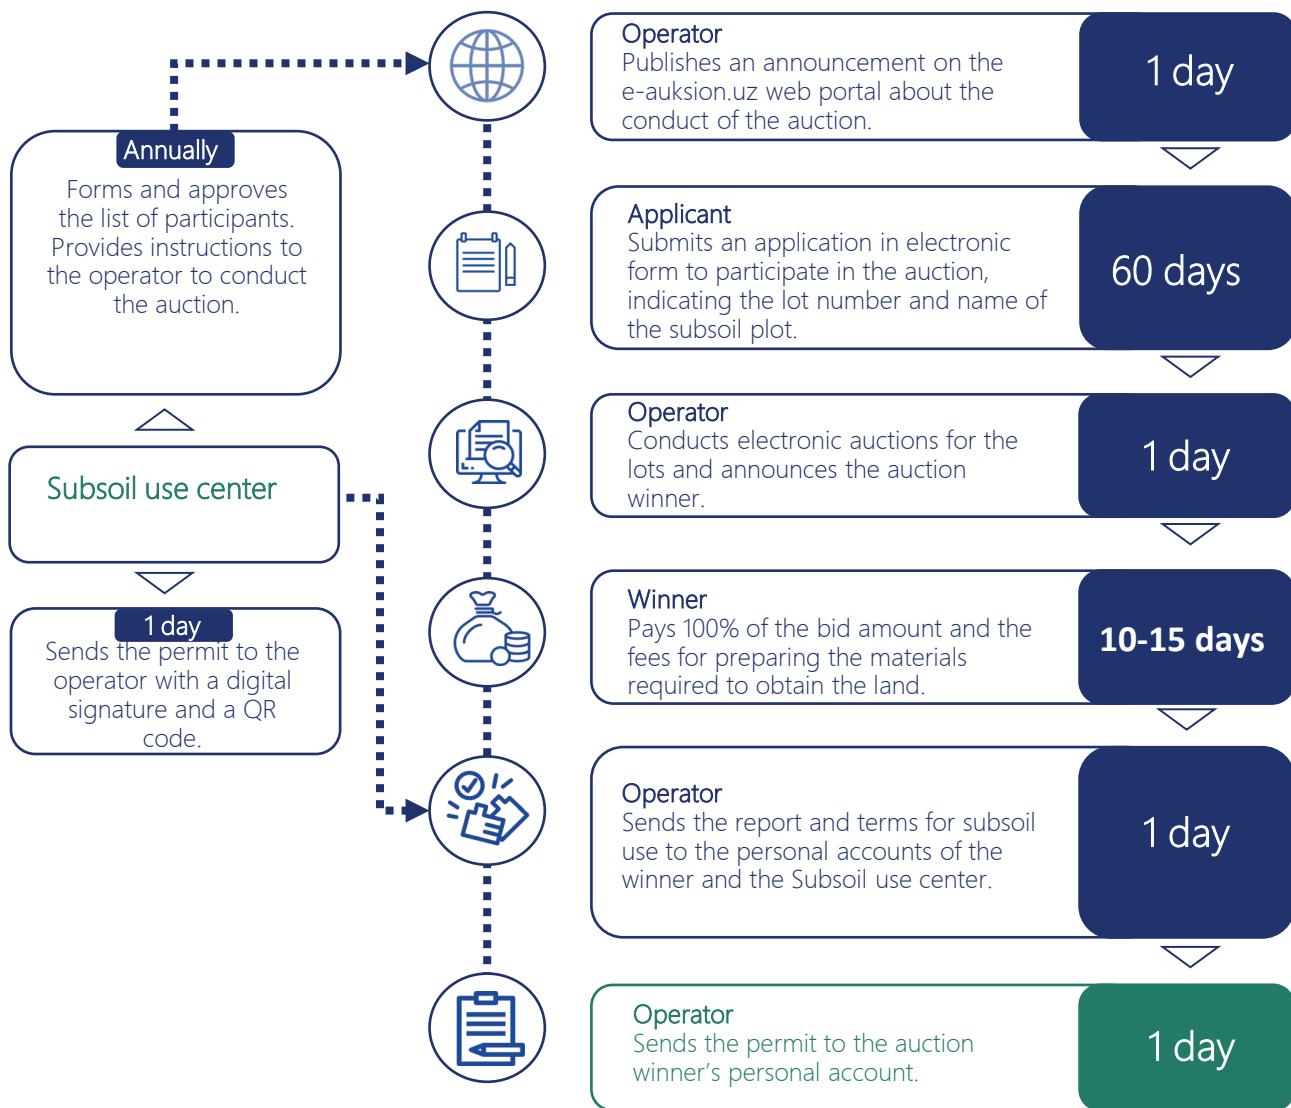 Annually
Forms and approves
the list of participants.
Provides instructions to
the operator to conduct
the auction.
Subsoil use center
1 day
Sends the permit to the
operator with a digital
signature and a QR
code.
Operator
Publishes an announcement on the
e-auksion.uz web portal about the
conduct of the auction.
1 day
Applicant
Submits an application in electronic
form to participate in the auction,
indicating the lot number and name of
the subsoil plot.
60 days
Operator
Conducts electronic auctions for the
lots and announces the auction
winner.
1 day
Winner
Pays 100% of the bid amount and the
fees for preparing the materials
required to obtain the land.
10-15 days
Operator
Sends the report and terms for subsoil
use to the personal accounts of the
winner and the Subsoil use center.
1 day
Operator
Sends the permit to the auction
winner’s personal account.
1 day